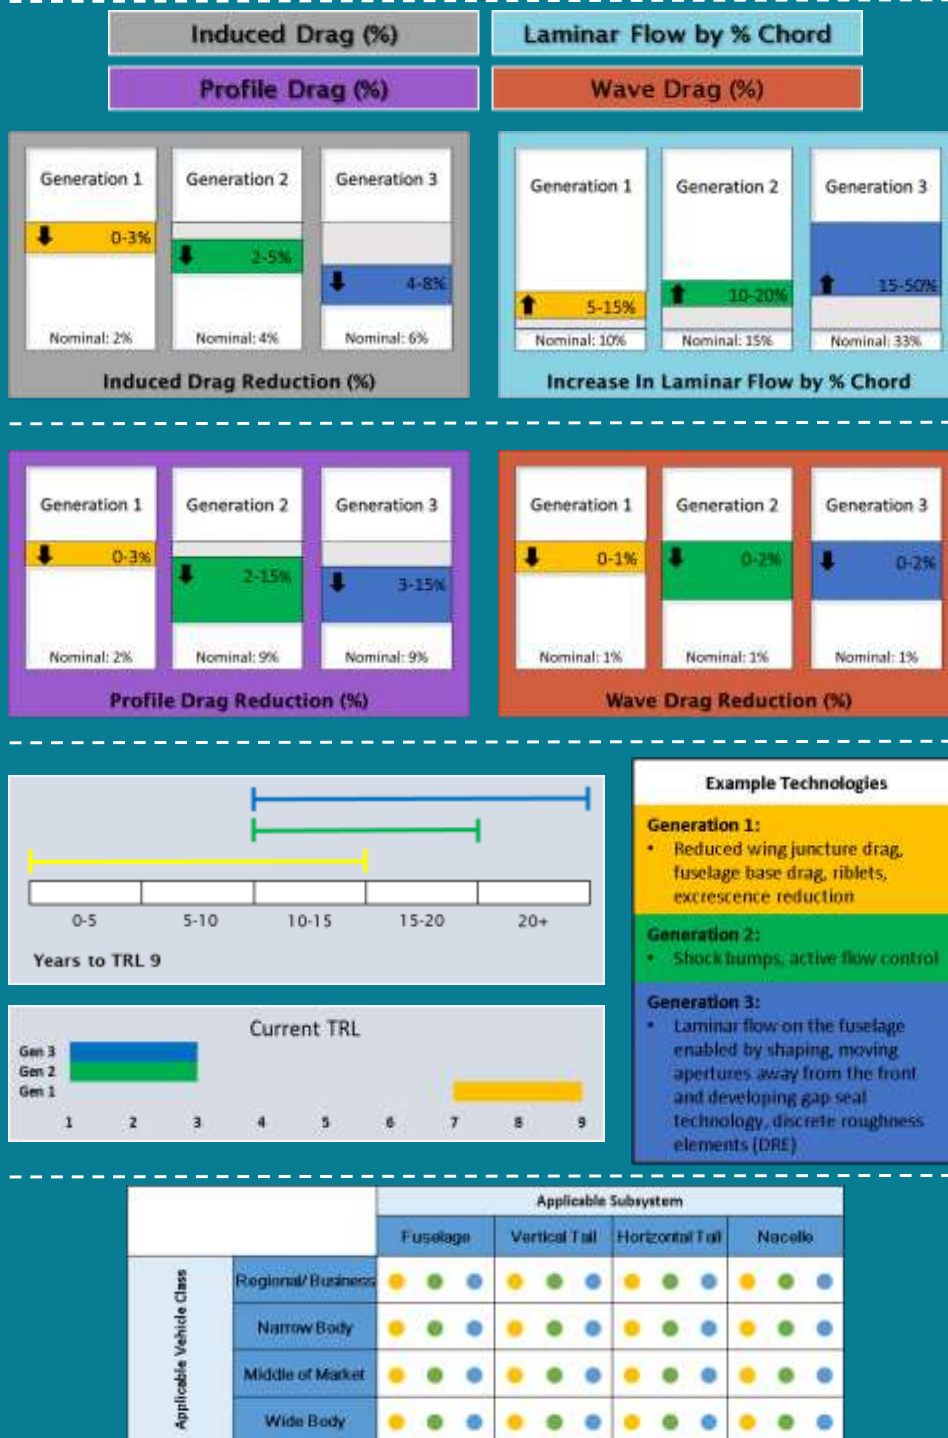 Induced Drag (%)
Laminar Flow by % Chord
Profile Drag (%)
Wave Drag (%)
Generation 1
Generation 2
Generation 3
0-3%
2-5%
4-8%
Nominal: 2%
Nominal: 4%
Nominal: 6%
Induced Drag Reduction (%)
Generation 1
Generation 2
Generation 3
5-15%
10-20%
15-50%
Nominal: 10%
Nominal: 15%
Nominal: 33%
Increase In Laminar Flow by % Chord
Generation 1
Generation 2
Generation 3
0-3%
2-15%
3-15%
Nominal: 2%
Nominal: 9%
Nominal: 9%
Profile Drag Reduction (%)
Generation 1
Generation 2
Generation 3
0-1%
0-2%
0-2%
Nominal: 1%
Nominal: 1%
Nominal: 1%
Wave Drag Reduction (%)
0-5
5-10
10-15
15-20
20+
Years to TRL 9
Current TRL
Gen 3
Gen 2
Gen 1
1 2 3 4 5 6 7 8 9
Example Technologies
Generation 1:
• Reduced wing juncture drag,
fuselage base drag, riblets,
excrescence reduction
Generation 2:
• Shock bumps, active flow control
Generation 3:
• Laminar flow on the fuselage
enabled by shaping, moving
apertures away from the front
and developing gap seal
technology, discrete roughness
elements (DRE)
Applicable Subsystem
Fuselage
Vertical Tail
Horizontal Tail
Nacelle
Applicable Vehicle Class
Regional/ Business
Narrow Body
Middle of Market
Wide Body